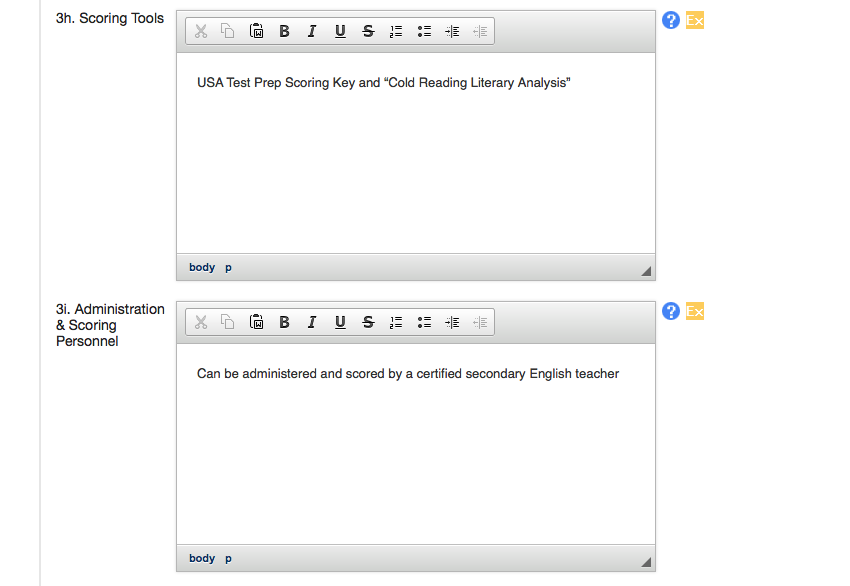 3h. Scoring Tools
B I U S
? Ex
USA Test Prep Scoring Key and “Cold Reading Literary Analysis”
body p
3i. Administration
& Scoring
Personnel
B I U S
? Ex
Can be administered and scored by a certified secondary English teacher
body p